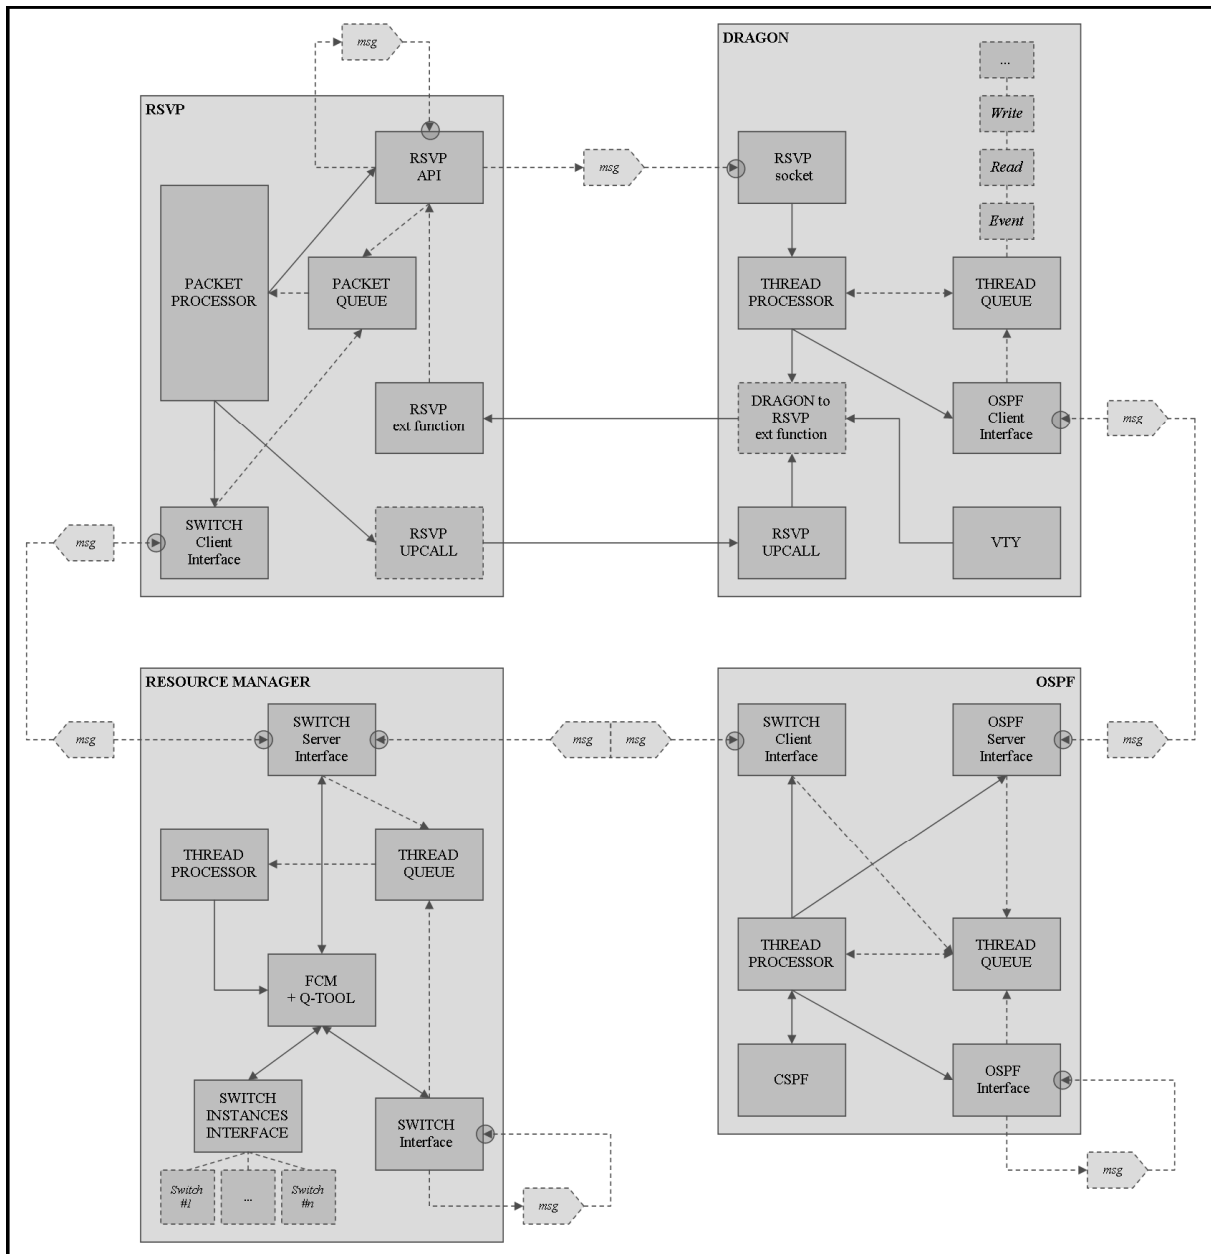 msg
RSVP
RSVP
API
msg
PACKET
PROCESSOR
PACKET
QUEUE
RSVP
ext function
SWITCH
Client
Interface
RSVP
UPCALL
msg
DRAGON
...
Write
Read
Event
RSVP
socket
THREAD
PROCESSOR
THREAD
QUEUE
DRAGON to
RSVP
ext function
OSPF
Client
Interface
msg
RSVP
UPCALL
VTY
RESOURCE MANAGER
SWITCH
Server
Interface
msg
msg
msg
THREAD
PROCESSOR
THREAD
QUEUE
FCM
+ Q-TOOL
SWITCH
INSTANCES
INTERFACE
SWITCH
Interface
Switch
#1
...
Switch
#n
msg
OSPF
SWITCH
Client
Interface
OSPF
Server
Interface
msg
THREAD
PROCESSOR
THREAD
QUEUE
CSPF
OSPF
Interface
msg